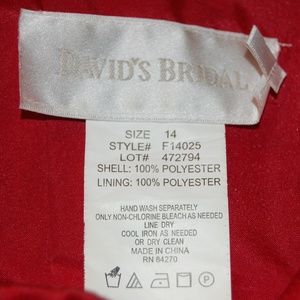 DAVID'S BRIDAL
SIZE 14
STYLE# F14025
LOT# 472794
SHELL: 100% POLYESTER
LINING: 100% POLYESTER
HAND WASH SEPARATELY
ONLY NON-CHLORINE BLEACH AS NEEDED
LINE DRY
COOL IRON AS NEEDED
OR DRY CLEAN
MADE IN CHINA
RN 84270